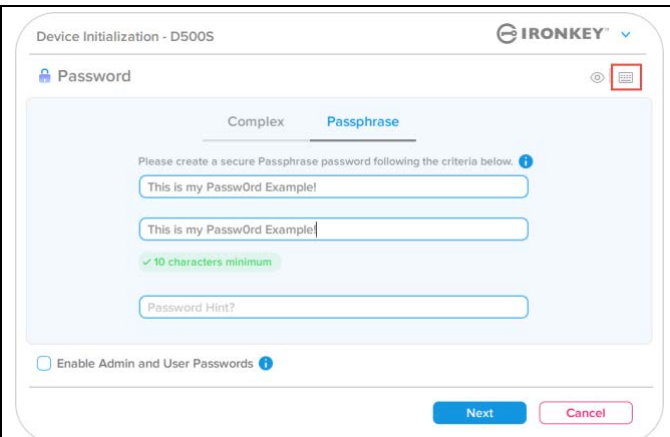 Device Initialization - D500S
IRONKEY™
Password
Complex
Passphrase
Please create a secure Passphrase password following the criteria below.
This is my Passw0rd Example!
This is my Passw0rd Example!
✓ 10 characters minimum
Password Hint?
Enable Admin and User Passwords
Next
Cancel